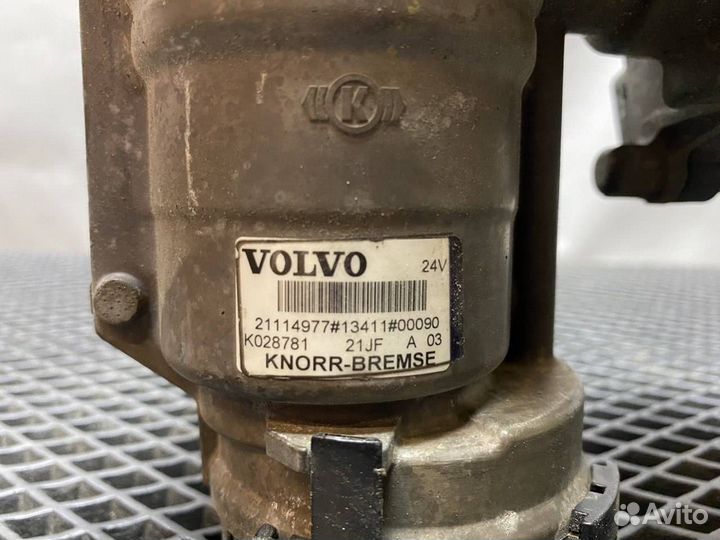 K
VOLVO 24V
21114977#13411#00090
K028781 21JF A 03
KNORR-BREMSE
Avito